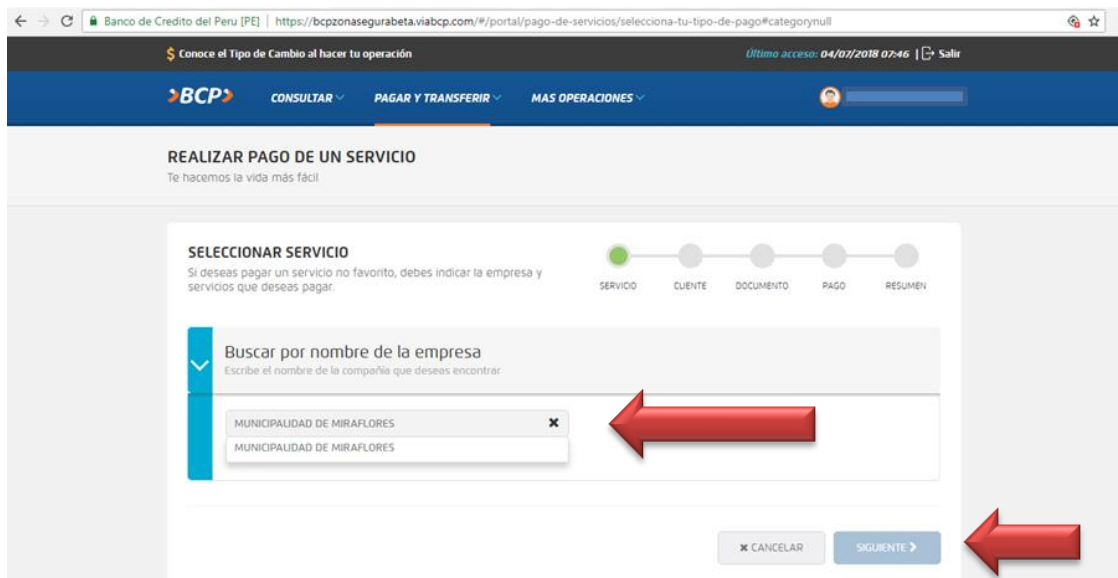 Banco de Credito del Peru [PE] | https://bcpzonasegurabeta.viabcp.com/#/portal/pago-de-servicios/selecciona-tu-tipo-de-pago#categorynull
$ Conoce el Tipo de Cambio al hacer tu operación
Último acceso: 04/07/2018 07:46 | Salir
BCP
CONSULTAR
PAGAR Y TRANSFERIR
MAS OPERACIONES
REALIZAR PAGO DE UN SERVICIO
Te hacemos la vida más fácil
SELECCIONAR SERVICIO
Si deseas pagar un servicio no favorito, debes indicar la empresa y
servicios que deseas pagar.
SERVICIO
CLIENTE
DOCUMENTO
PAGO
RESUMEN
Buscar por nombre de la empresa
Escribe el nombre de la compañía que deseas encontrar
MUNICIPALIDAD DE MIRAFLORES
MUNICIPALIDAD DE MIRAFLORES
CANCELAR
SIGUIENTE